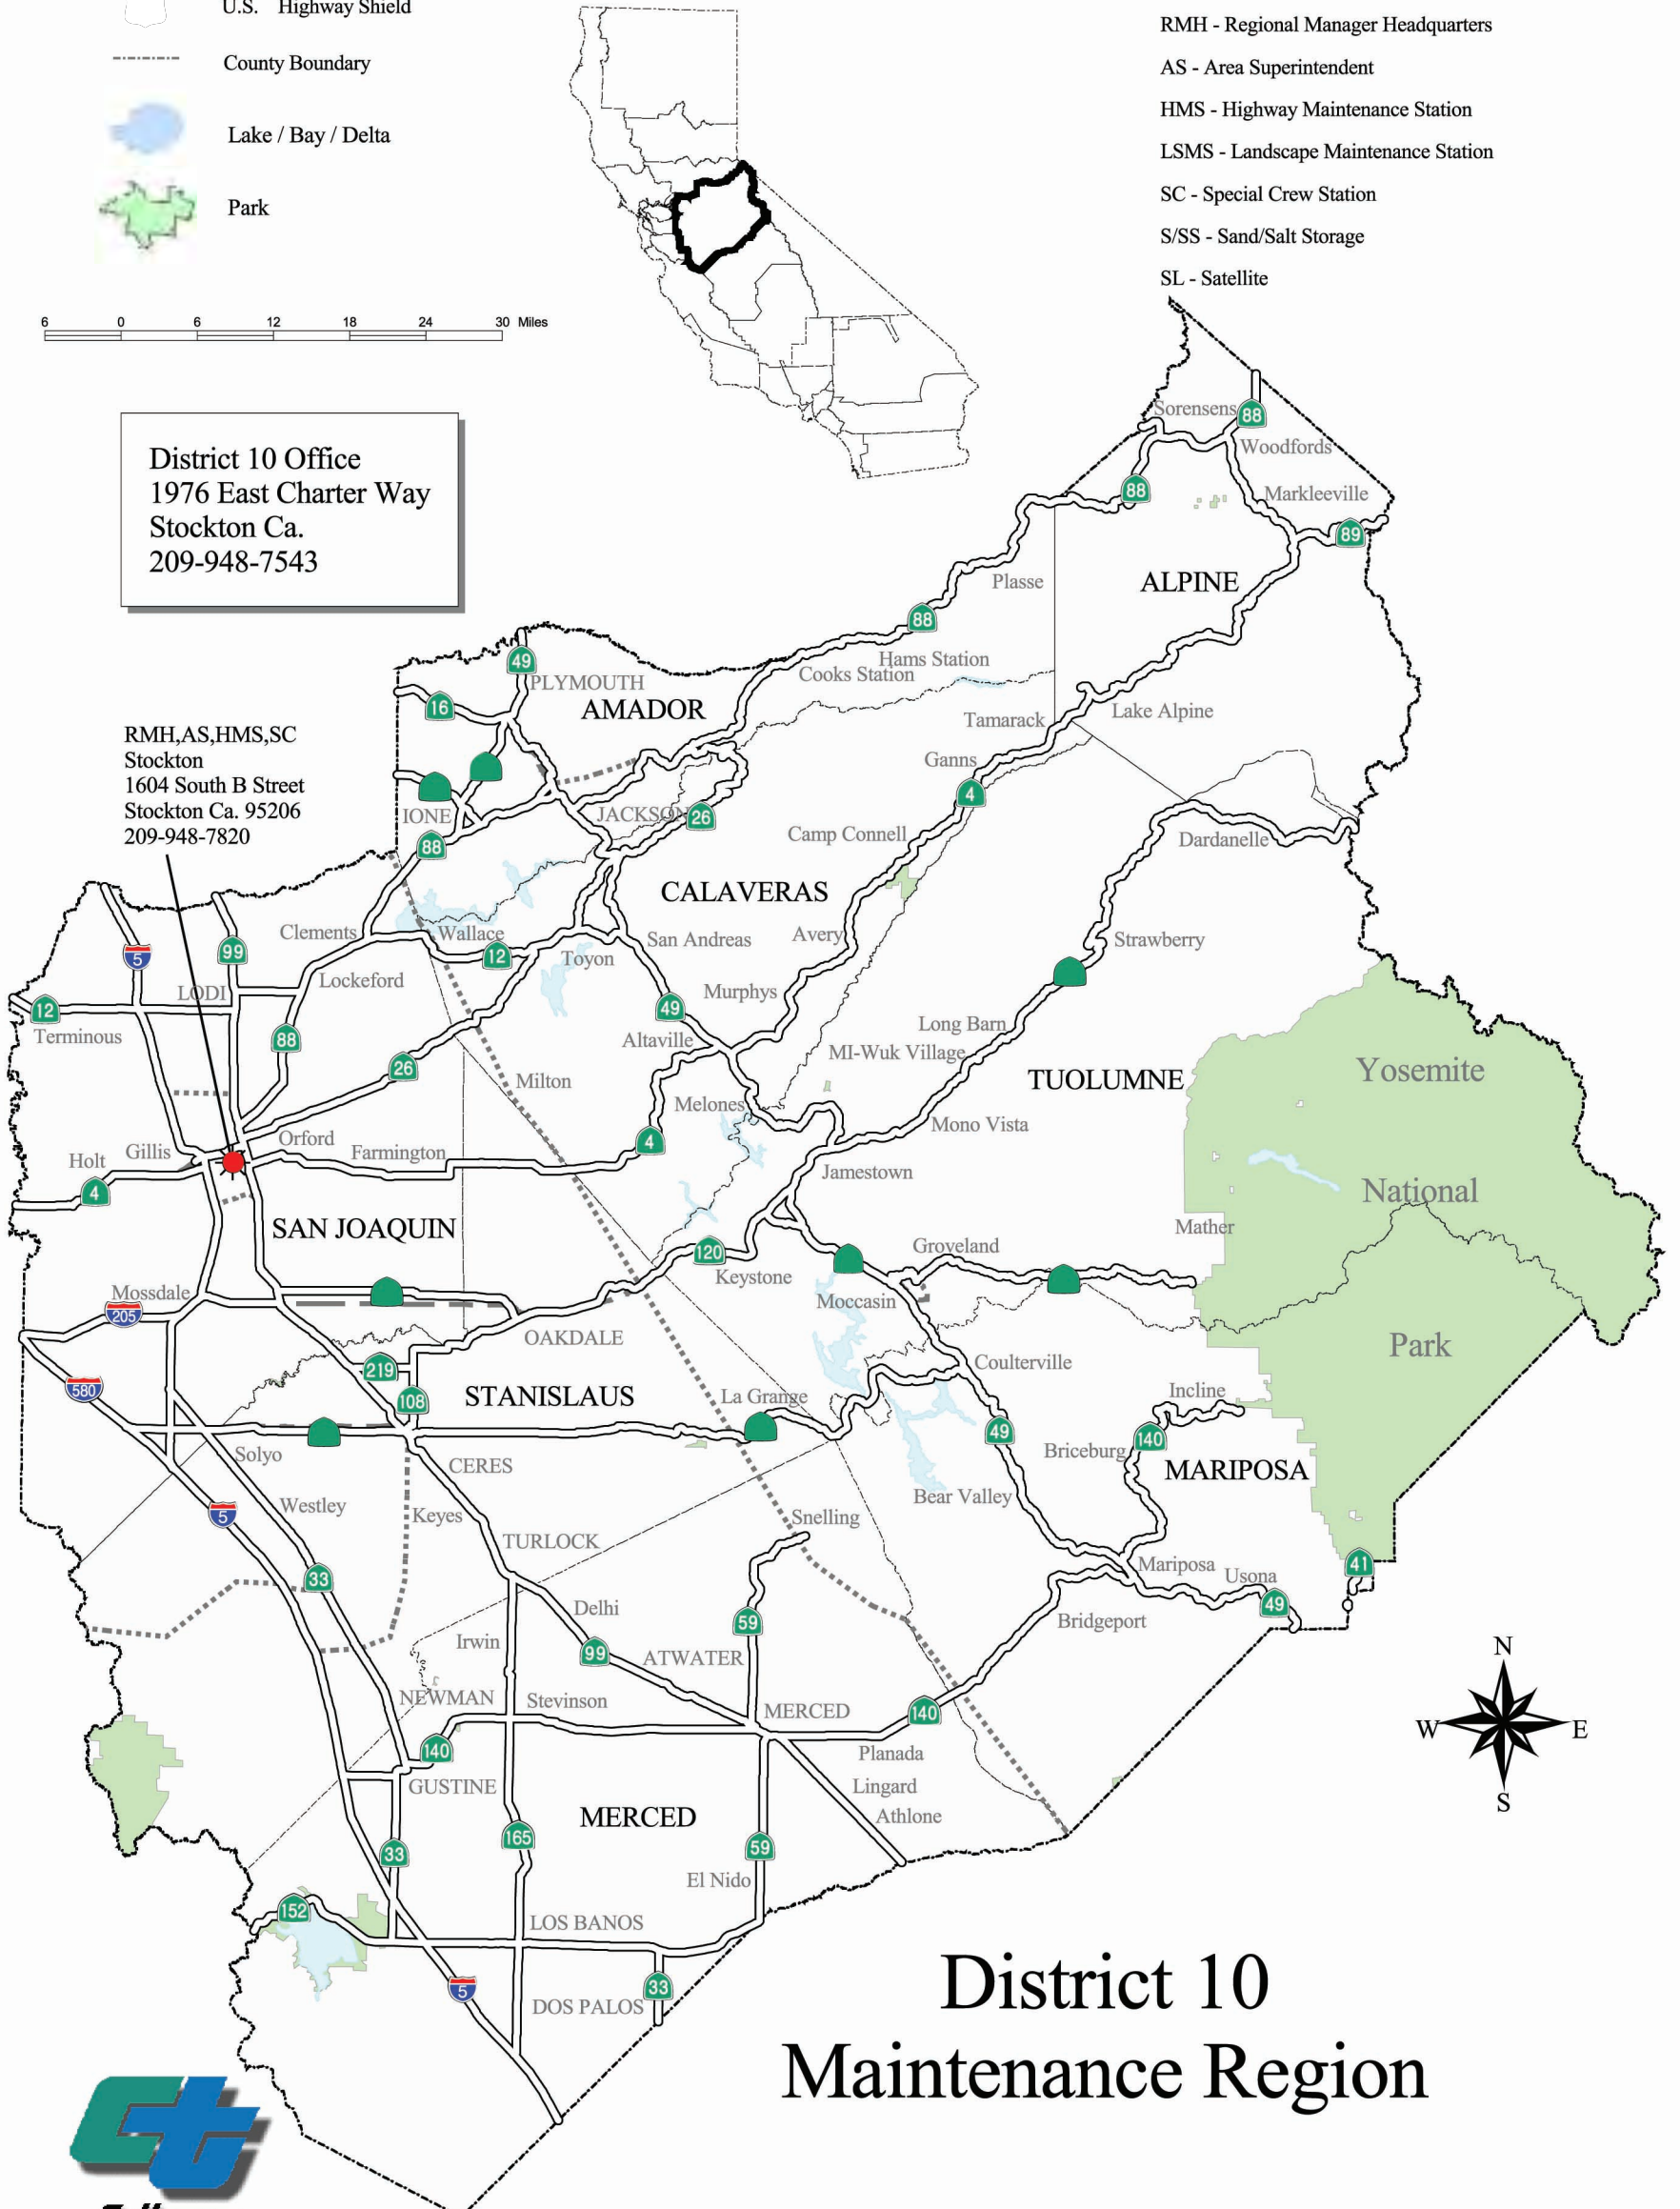 U.S. Highway Shield
County Boundary
Lake / Bay / Delta
Park
6 0 6 12 18 24 30 Miles
RMH - Regional Manager Headquarters
AS - Area Superintendent
HMS - Highway Maintenance Station
LSMS - Landscape Maintenance Station
SC - Special Crew Station
S/SS - Sand/Salt Storage
SL - Satellite
District 10 Office
1976 East Charter Way
Stockton Ca.
209-948-7543
RMH,AS,HMS,SC
Stockton
1604 South B Street
Stockton Ca. 95206
209-948-7820
Sorensens
88
Woodfords
88
Markleeville
89
Plasse
ALPINE
88
Hams Station
Cooks Station
49
PLYMOUTH
16
AMADOR
Tamarack
Lake Alpine
Ganns
4
IONE
JACKSON
26
88
Camp Connell
Dardanelle
CALAVERAS
Clements
Wallace
San Andreas
Avery
Strawberry
5
99
12
Toyon
Lockeford
LODI
Murphys
12
49
Terminous
88
Altaville
Long Barn
26
MI-Wuk Village
Milton
TUOLUMNE
Yosemite
Melones
Mono Vista
Orford
4
Gillis
Farmington
Holt
Jamestown
4
National
SAN JOAQUIN
Mather
120
Groveland
Keystone
Mossdale
205
Moccasin
OAKDALE
Park
219
Coulterville
580
108
STANISLAUS
La Grange
Incline
49
140
Solyo
Briceburg
CERES
MARIPOSA
Bear Valley
Westley
5
Keyes
Snelling
TURLOCK
33
Mariposa
41
Usona
49
Delhi
59
Bridgeport
Irwin
99
ATWATER
NEWMAN
Stevinson
MERCED
140
140
Planada
GUSTINE
Lingard
MERCED
Athlone
165
33
59
El Nido
152
LOS BANOS
5
33
DOS PALOS
N
W
E
S
District 10
Maintenance Region